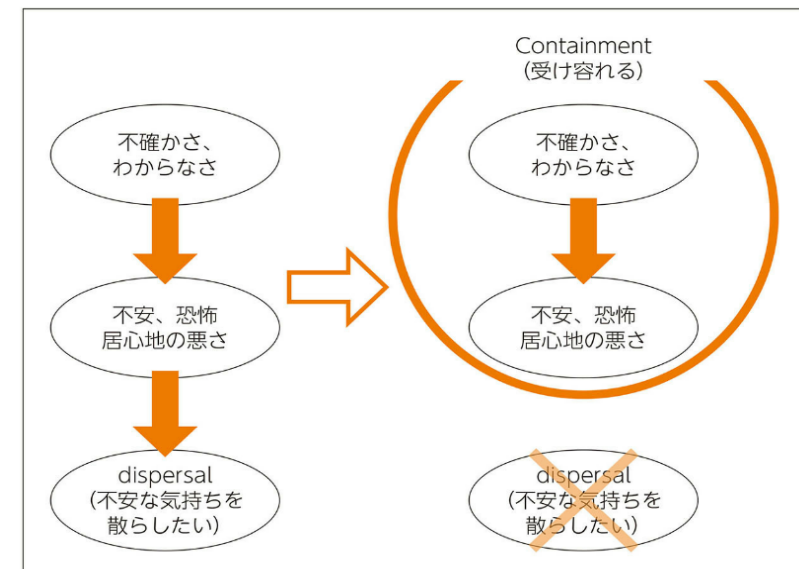 不確かさ、
わからなさ
不安、恐怖
居心地の悪さ
dispersal
（不安な気持ちを
散らしたい）
Containment
（受け容れる）
不確かさ、
わからなさ
不安、恐怖
居心地の悪さ
dispersal
（不安な気持ちを
散らしたい）